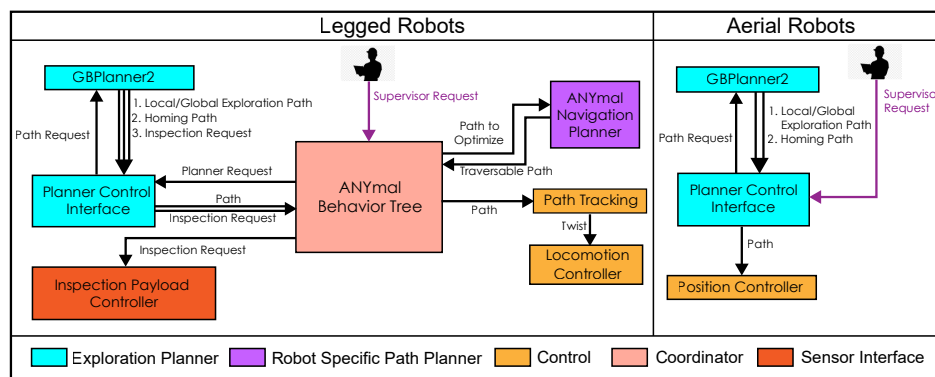 Legged Robots
Aerial Robots
GBPlanner2
1. Local/Global Exploration Path
2. Homing Path
3. Inspection Request
Path Request
Planner Control
Interface
Supervisor Request
Planner Request
Path
Inspection Request
Inspection Request
Inspection Payload
Controller
ANYmal
Behavior Tree
Path to
Optimize
Traversable Path
ANYmal
Navigation
Planner
Path
Path Tracking
Twist
Locomotion
Controller
GBPlanner2
1. Local/Global
Exploration Path
2. Homing Path
Path Request
Supervisor
Request
Planner Control
Interface
Path
Position Controller
Exploration Planner
Robot Specific Path Planner
Control
Coordinator
Sensor Interface